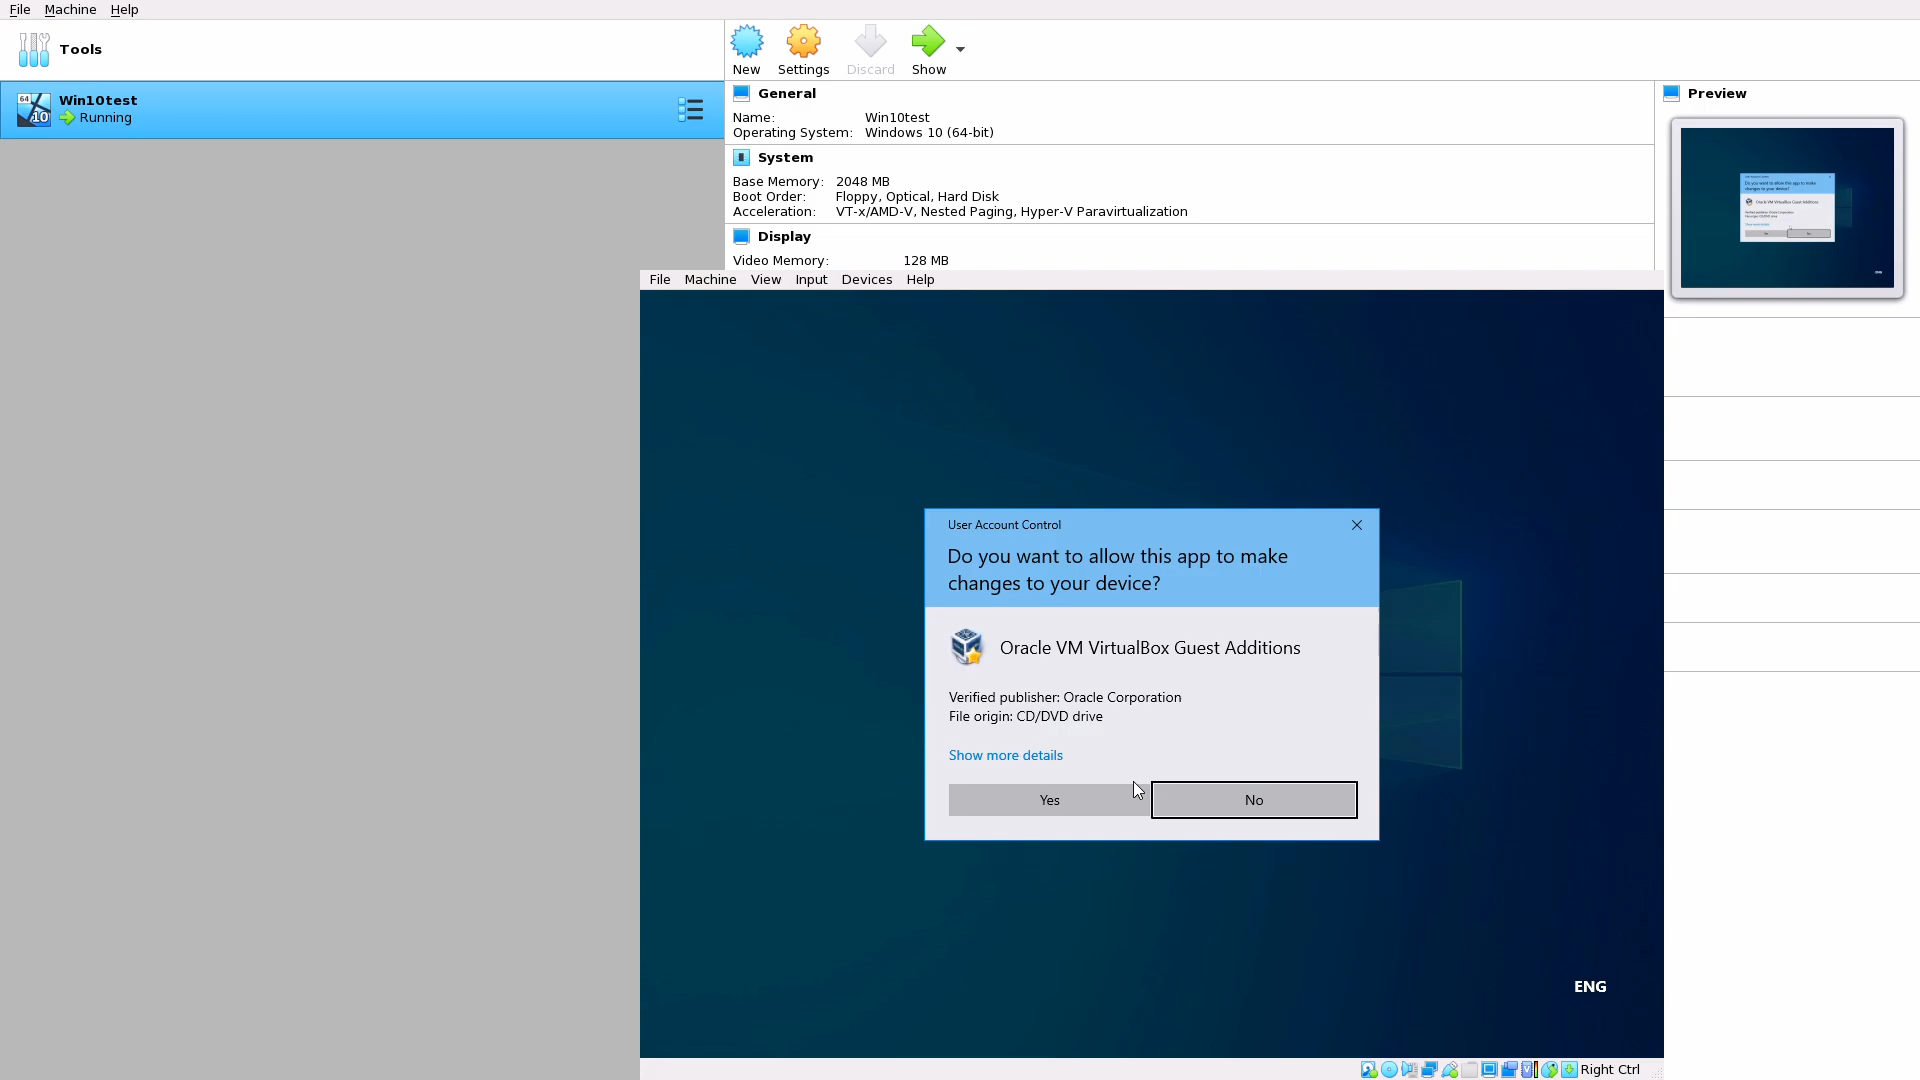 File Machine Help
Tools
New Settings Discard Show
Win10test
Running
General
Name: Win10test
Operating System: Windows 10 (64-bit)
System
Base Memory: 2048 MB
Boot Order: Floppy, Optical, Hard Disk
Acceleration: VT-x/AMD-V, Nested Paging, Hyper-V Paravirtualization
Display
Video Memory: 128 MB
Preview
File Machine View Input Devices Help
User Account Control
Do you want to allow this app to make
changes to your device?
Oracle VM VirtualBox Guest Additions
Verified publisher: Oracle Corporation
File origin: CD/DVD drive
Show more details
Yes No
ENG
Right Ctrl